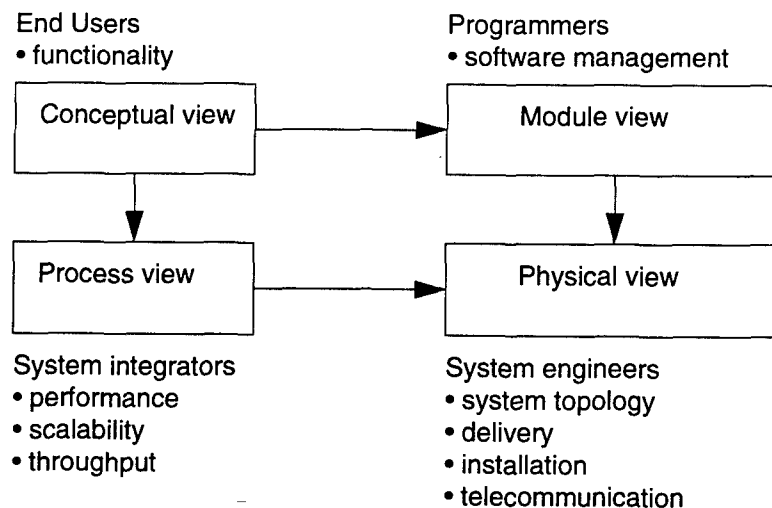 End Users
• functionality
Conceptual view
Programmers
• software management
Module view
Process view
System integrators
• performance
• scalability
• throughput
Physical view
System engineers
• system topology
• delivery
• installation
• telecommunication